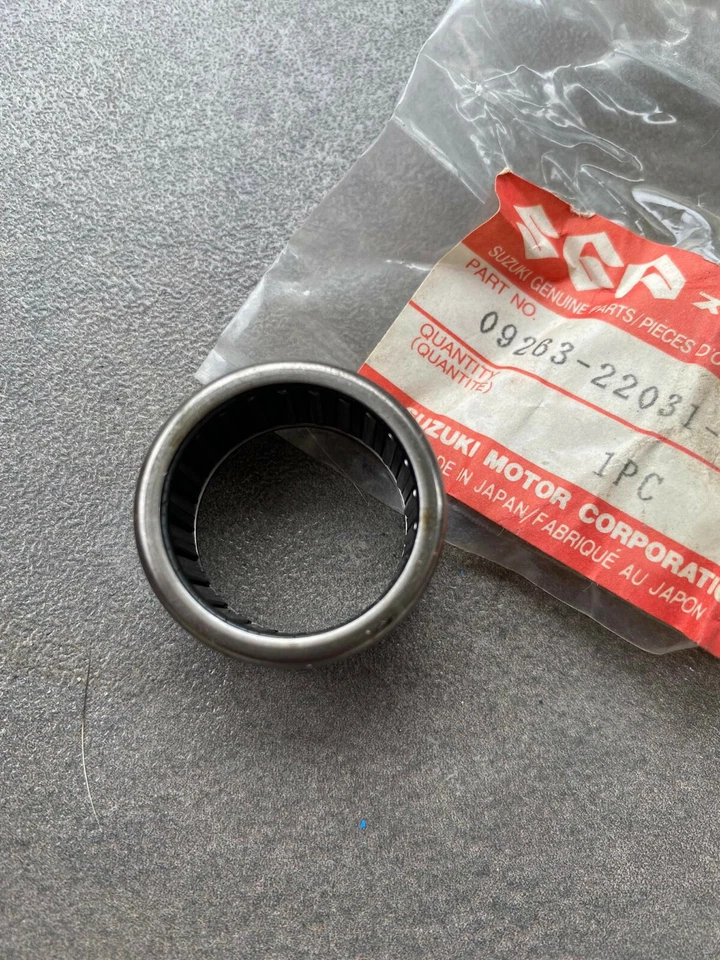 SGP
SUZUKI GENUINE PARTS/PIECES D'O
PART NO.
09263-22031-
QUANTITY
(QUANTITÉ)
1PC
SUZUKI MOTOR CORPORATI
DE IN JAPAN/FABRIQUÉ AU JAPON